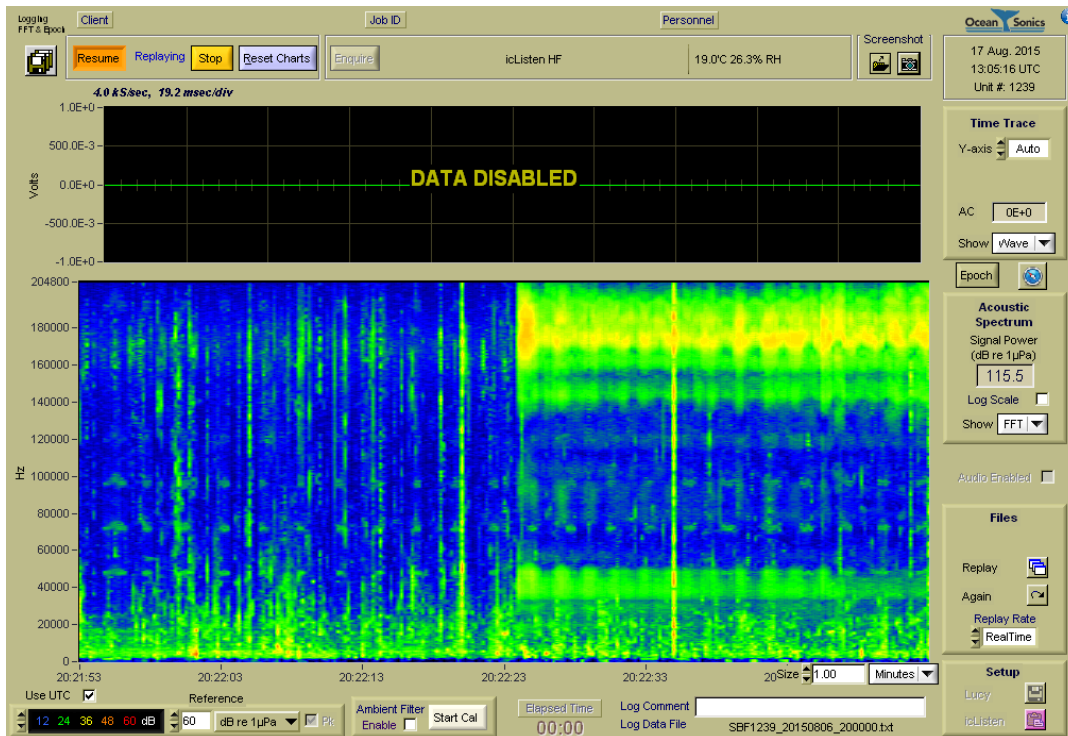 Logging
FFT & Epoch
Client
Job ID
Personnel
Ocean Sonics
Resume
Replaying
Stop
Reset Charts
Enquire
icListen HF
19.0'C 26.3% RH
Screenshot
17 Aug. 2015
13:05:16 UTC
Unit #: 1239
4.0 kS/sec, 19.2 msec/div
1.0E+0
500.0E-3
0.0E+0
-500.0E-3
-1.0E+0
Volts
DATA DISABLED
Time Trace
Y-axis Auto
AC 0E+0
Show Wave
Epoch
204800
180000
160000
140000
120000
100000
80000
60000
40000
20000
0
Hz
20:21:53
20:22:03
20:22:13
20:22:23
20:22:33
20
Size 1.00 Minutes
Acoustic
Spectrum
Signal Power
(dB re 1µPa)
115.5
Log Scale
Show FFT
Audio Enabled
Files
Replay
Again
Replay Rate
RealTime
Setup
Lucy
icListen
Use UTC
12 24 36 48 60 dB
Reference
60 dB re 1µPa Pk
Ambient Filter
Enable
Start Cal
Elapsed Time
00:00
Log Comment
Log Data File SBF1239_20150806_200000.txt